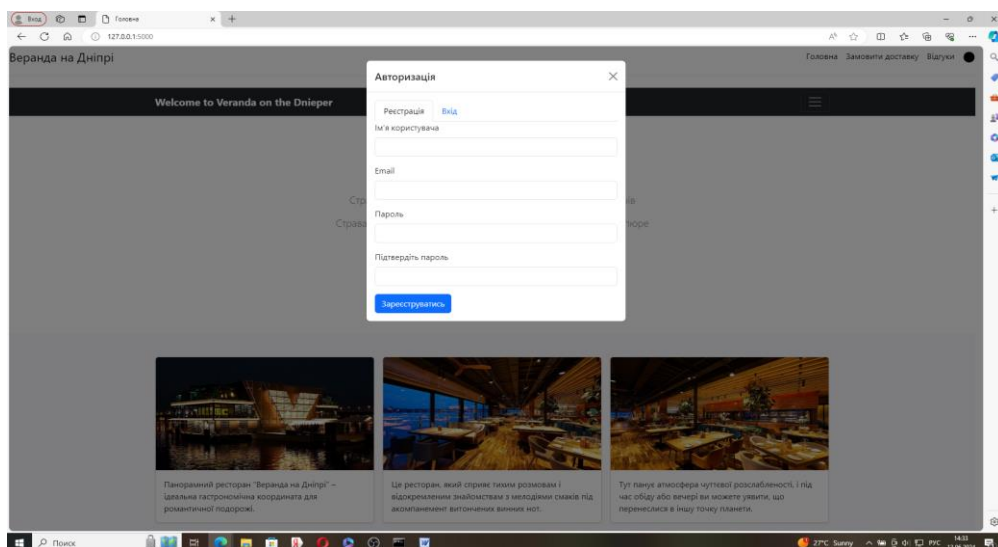 Вход
Головна
127.0.0.1:5000
Веранда на Дніпрі
Головна Замовити доставку Відгуки
Welcome to Veranda on the Dnieper
Авторизація
Реєстрація Вхід
Ім'я користувача
Email
Пароль
Підтвердіть пароль
Зареєструватись
Панорамний ресторан "Веранда на Дніпрі" –
ідеальна гастрономічна координата для
романтичної подорожі.
Це ресторан, який сприяє тихим розмовам і
відокремленим знайомствам з мелодіями смаків під
акомпанемент витончених винних нот.
Тут панує атмосфера чуттєвої розслабленості, і під
час обіду або вечері ви можете уявити, що
перенеслися в іншу точку планети.
Поиск
27°C Sunny
РУС
14:33